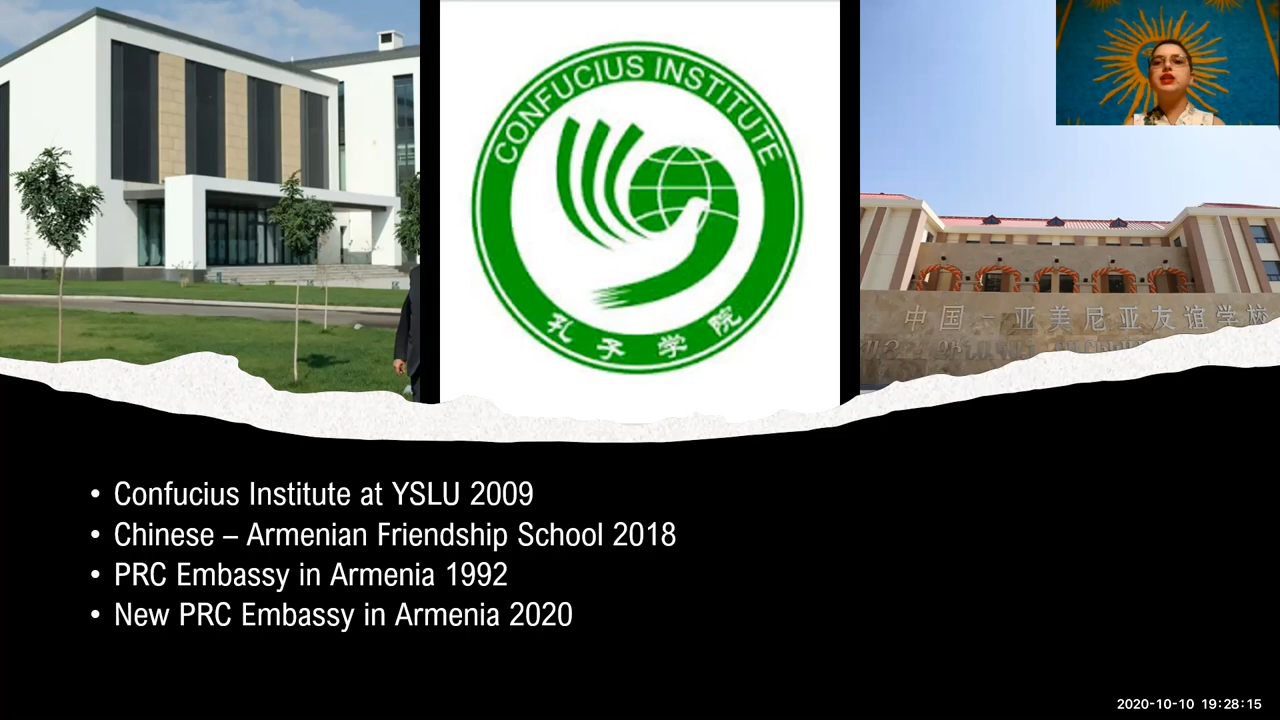 CONFUCIUS INSTITUTE
孔子学院
中国－亚美尼亚友谊学校
• Confucius Institute at YSLU 2009
• Chinese – Armenian Friendship School 2018
• PRC Embassy in Armenia 1992
• New PRC Embassy in Armenia 2020
2020-10-10 19:28:15